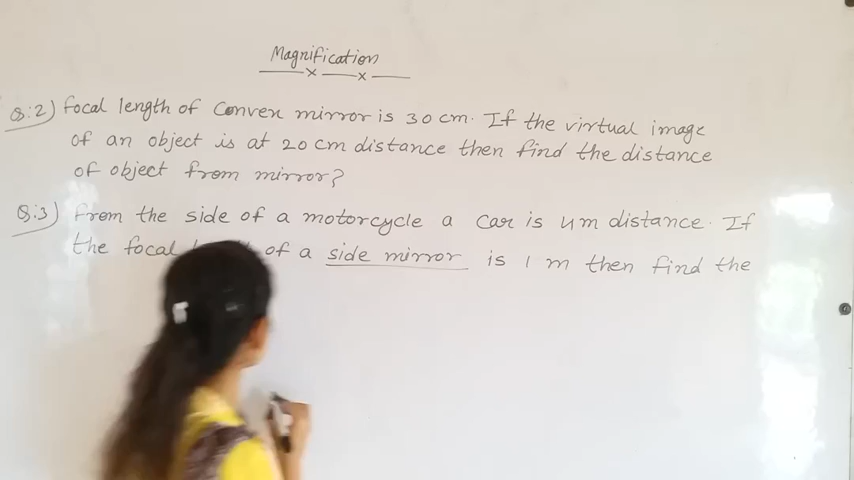 Magnification
Q:2) focal length of Convex mirror is 30 cm. If the virtual image
of an object is at 20 cm distance then find the distance
of object from mirror?
Q:3) from the side of a motorcycle a Car is 4m distance. If
the focal of a side mirror is 1 m then find the